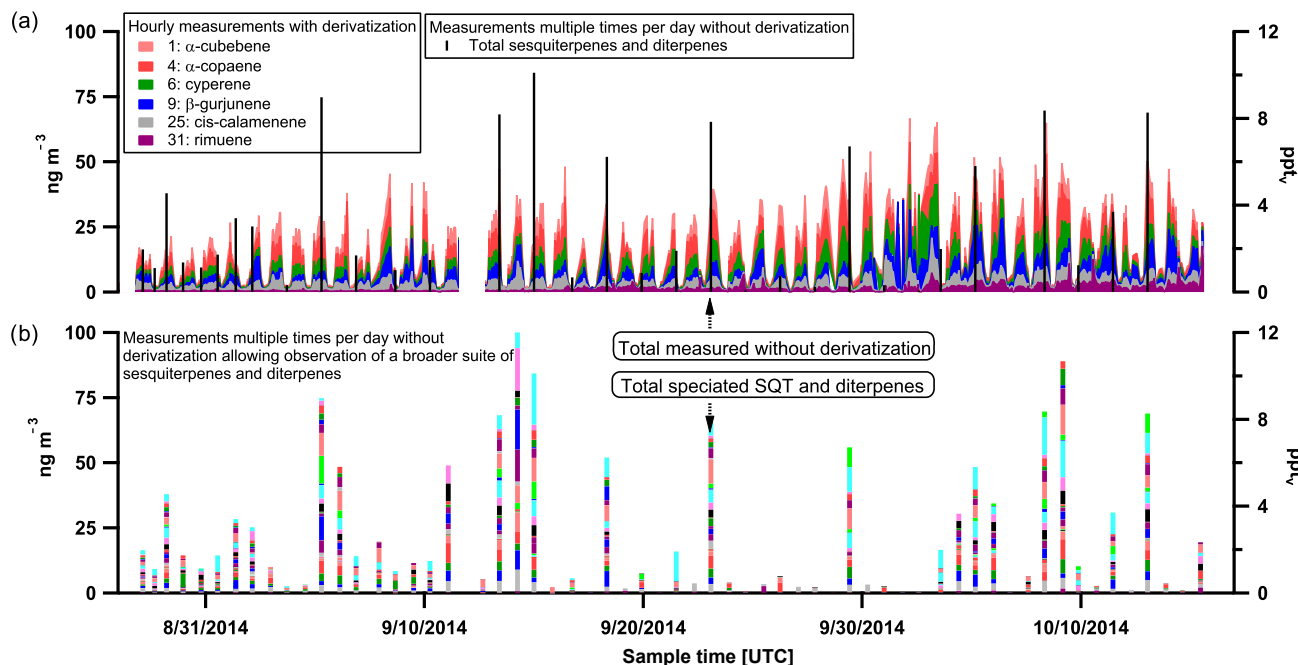 (a)
100
75
50
25
0
ng m⁻³
Hourly measurements with derivatization
1: α-cubebene
4: α-copaene
6: cyperene
9: β-gurjunene
25: cis-calamenene
31: rimuene
Measurements multiple times per day without derivatization
Total sesquiterpenes and diterpenes
12
8
4
0
pptᵥ
(b)
100
75
50
25
0
ng m⁻³
Measurements multiple times per day without
derivatization allowing observation of a broader suite of
sesquiterpenes and diterpenes
Total measured without derivatization
Total speciated SQT and diterpenes
12
8
4
0
pptᵥ
8/31/2014
9/10/2014
9/20/2014
9/30/2014
10/10/2014
Sample time [UTC]